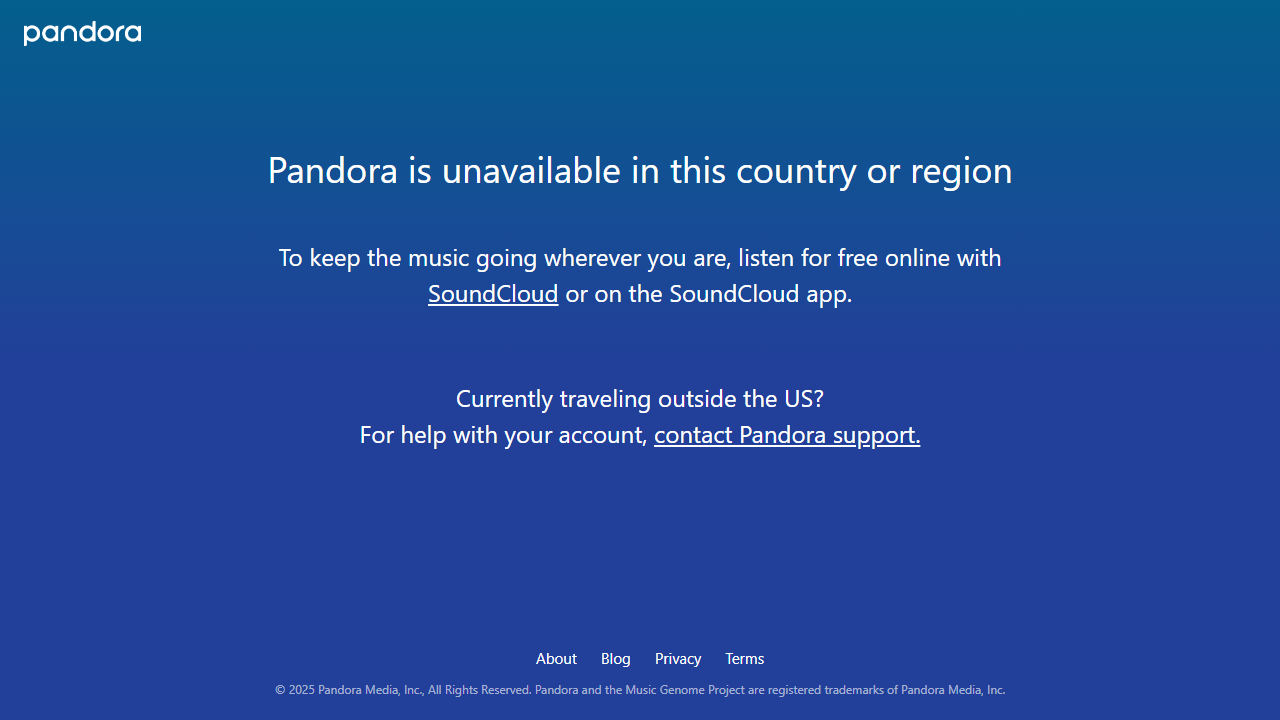 pandora
Pandora is unavailable in this country or region
To keep the music going wherever you are, listen for free online with
SoundCloud or on the SoundCloud app.
Currently traveling outside the US?
For help with your account, contact Pandora support.
About Blog Privacy Terms
© 2025 Pandora Media, Inc., All Rights Reserved. Pandora and the Music Genome Project are registered trademarks of Pandora Media, Inc.